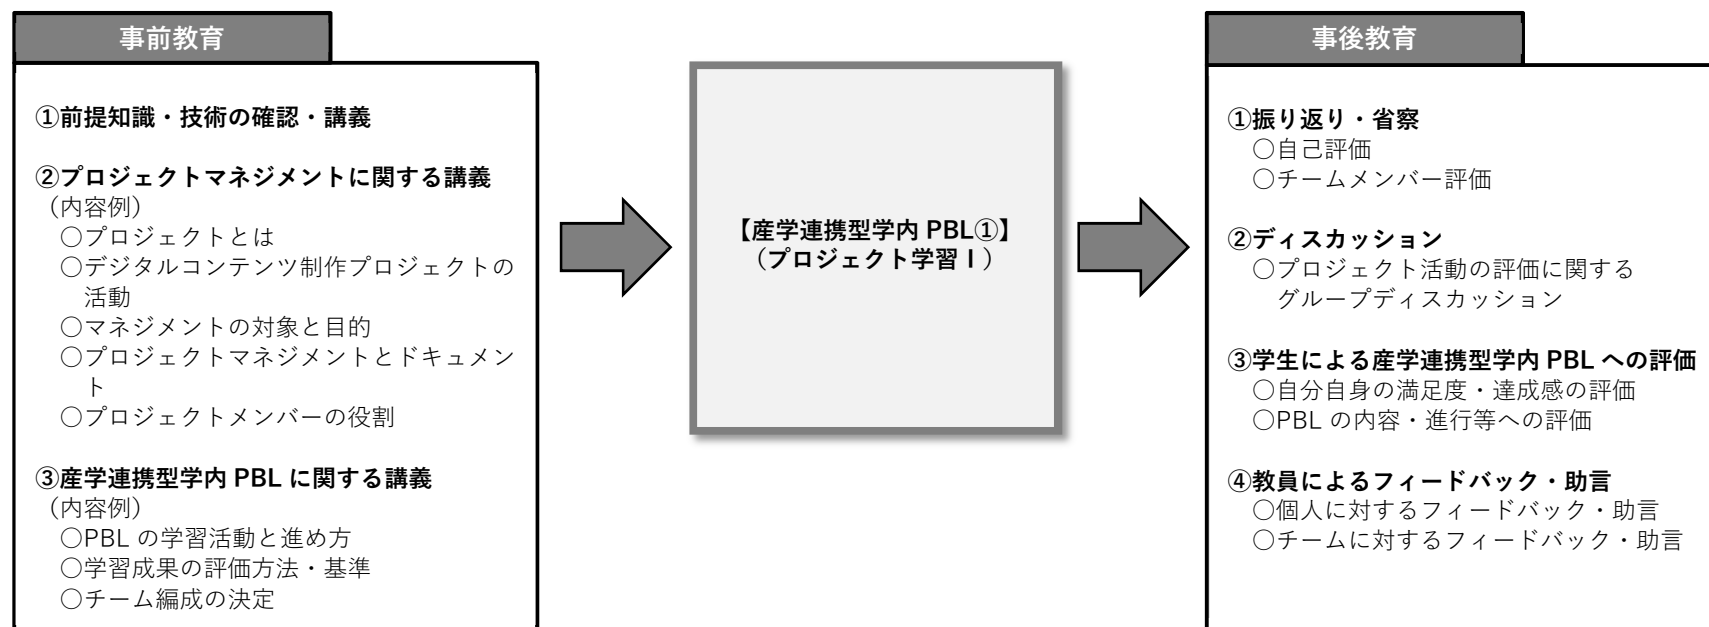 事前教育
①前提知識・技術の確認・講義
②プロジェクトマネジメントに関する講義
（内容例）
○プロジェクトとは
○デジタルコンテンツ制作プロジェクトの
活動
○マネジメントの対象と目的
○プロジェクトマネジメントとドキュメン
ト
○プロジェクトメンバーの役割
③産学連携型学内 PBL に関する講義
（内容例）
○PBL の学習活動と進め方
○学習成果の評価方法・基準
○チーム編成の決定
【産学連携型学内 PBL①】
（プロジェクト学習Ⅰ）
事後教育
①振り返り・省察
○自己評価
○チームメンバー評価
②ディスカッション
○プロジェクト活動の評価に関する
グループディスカッション
③学生による産学連携型学内 PBL への評価
○自分自身の満足度・達成感の評価
○PBL の内容・進行等への評価
④教員によるフィードバック・助言
○個人に対するフィードバック・助言
○チームに対するフィードバック・助言